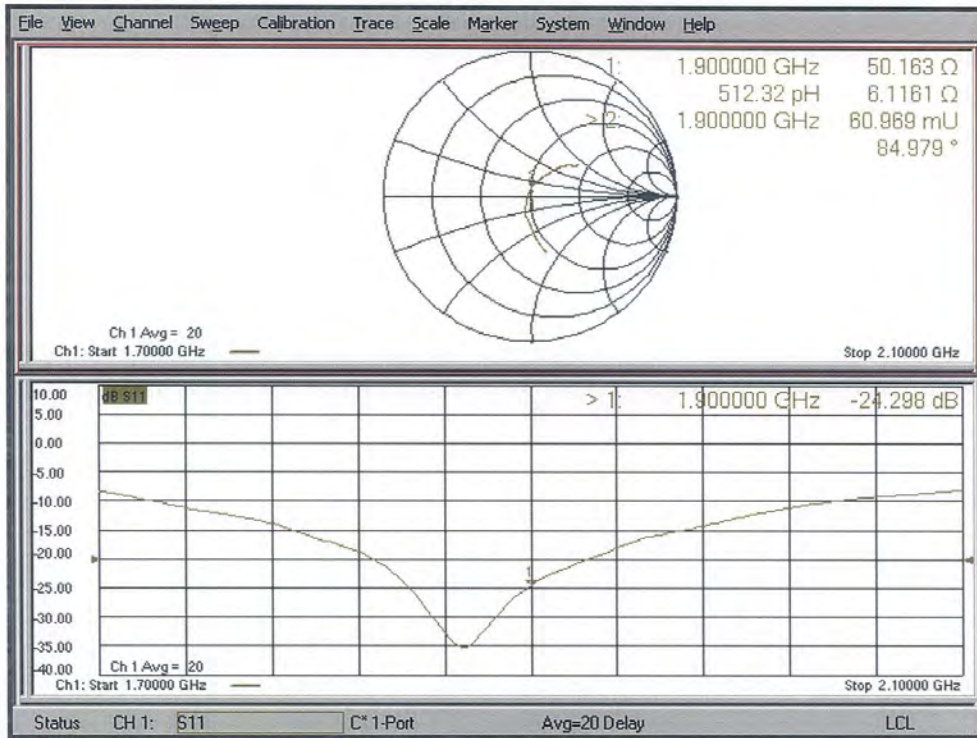 File View Channel Sweep Calibration Trace Scale Marker System Window Help
1: 1.900000 GHz 50.163 Ω
512.32 pH 6.1161 Ω
> 2: 1.900000 GHz 60.969 mU
84.979 °
Ch 1 Avg = 20
Ch1: Start 1.70000 GHz Stop 2.10000 GHz
10.00 dB S11 > 1: 1.900000 GHz -24.298 dB
5.00
0.00
-5.00
-10.00
-15.00
-20.00
1
-25.00
-30.00
-35.00
-40.00
Ch 1 Avg = 20
Ch1: Start 1.70000 GHz Stop 2.10000 GHz
Status CH 1: S11 C* 1-Port Avg=20 Delay LCL